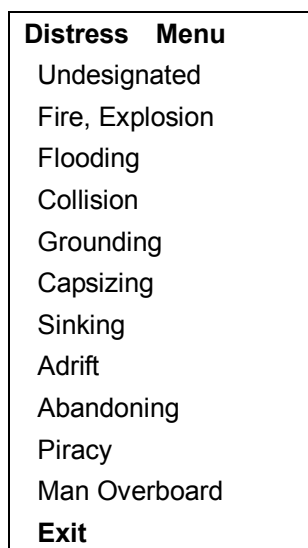 Distress Menu
Undesignated
Fire, Explosion
Flooding
Collision
Grounding
Capsizing
Sinking
Adrift
Abandoning
Piracy
Man Overboard
Exit